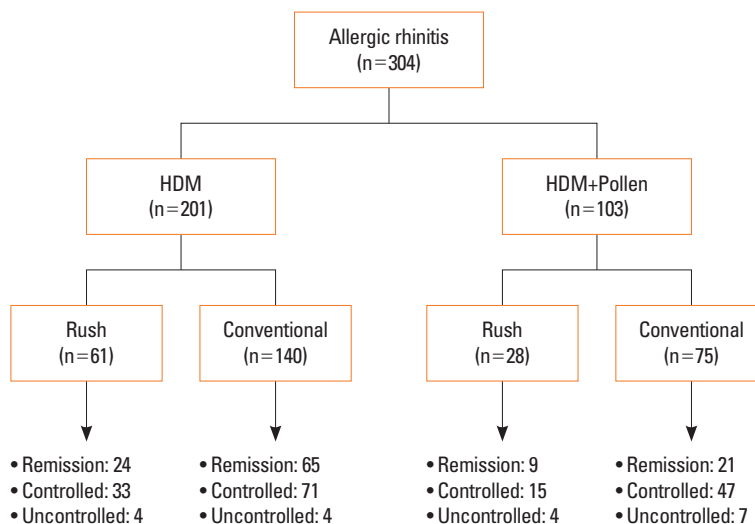 Allergic rhinitis
(n=304)
HDM
(n=201)
HDM+Pollen
(n=103)
Rush
(n=61)
Conventional
(n=140)
Rush
(n=28)
Conventional
(n=75)
• Remission: 24
• Controlled: 33
• Uncontrolled: 4
• Remission: 65
• Controlled: 71
• Uncontrolled: 4
• Remission: 9
• Controlled: 15
• Uncontrolled: 4
• Remission: 21
• Controlled: 47
• Uncontrolled: 7